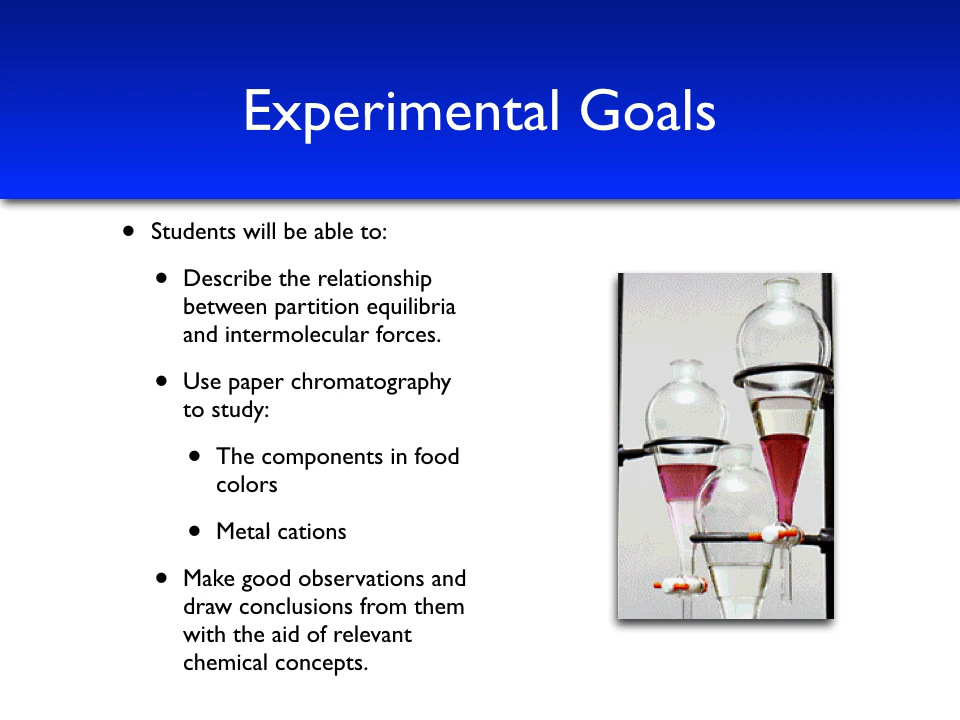 Experimental Goals
• Students will be able to:
• Describe the relationship
between partition equilibria
and intermolecular forces.
• Use paper chromatography
to study:
• The components in food
colors
• Metal cations
• Make good observations and
draw conclusions from them
with the aid of relevant
chemical concepts.